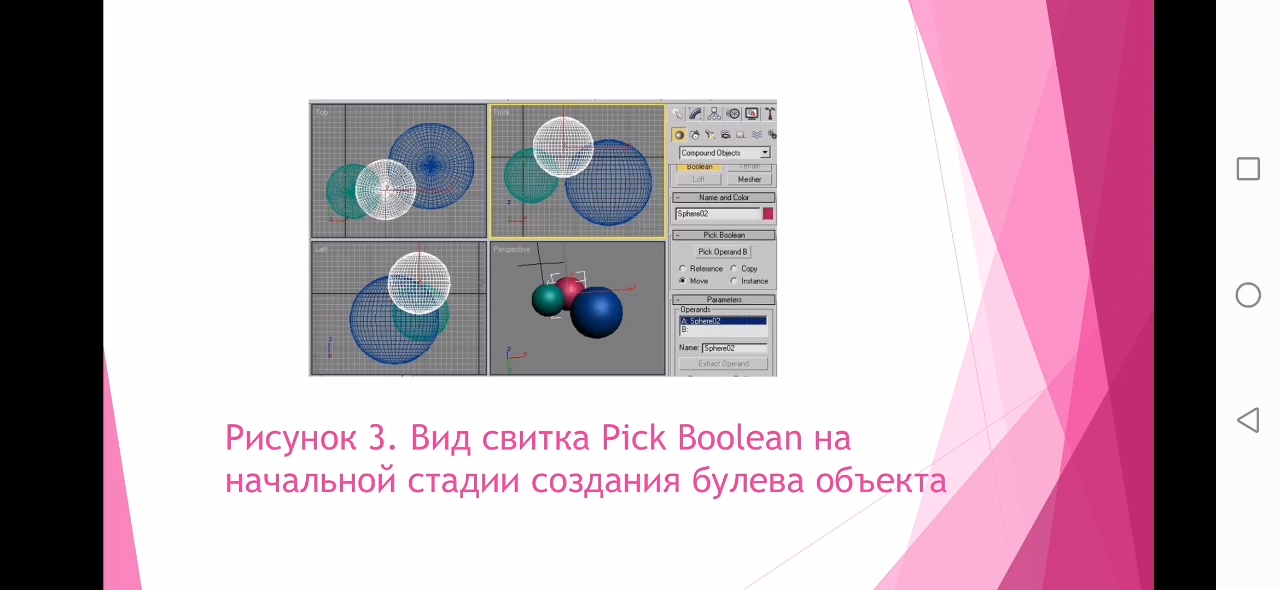 Top
Front
Left
Perspective
Compound Objects
Boolean
Terrain
Loft
Mesher
Name and Color
Sphere02
Pick Boolean
Pick Operand B
Reference Copy
Move Instance
Parameters
Operands
A: Sphere02
B:
Name: Sphere02
Extract Operand
Рисунок 3. Вид свитка Pick Boolean на
начальной стадии создания булева объекта